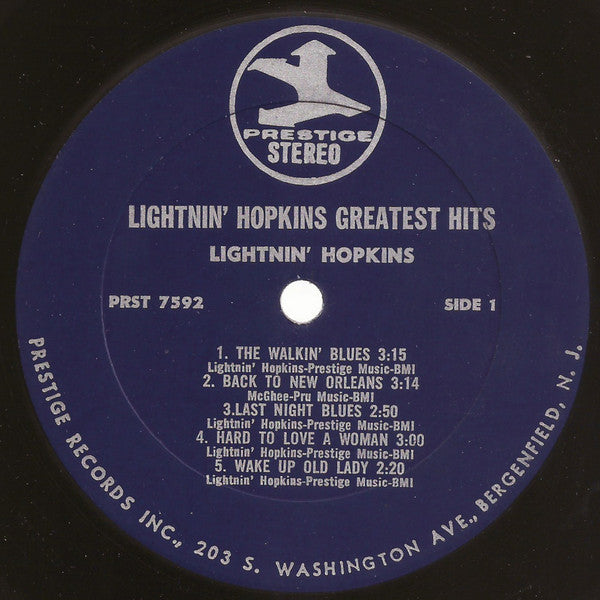 PRESTIGE
STEREO
LIGHTNIN' HOPKINS GREATEST HITS
LIGHTNIN' HOPKINS
PRST 7592
SIDE 1
1. THE WALKIN' BLUES 3:15
Lightnin' Hopkins-Prestige Music-BMI
2. BACK TO NEW ORLEANS 3:14
McGhee-Pru Music-BMI
3.LAST NIGHT BLUES 2:50
Lightnin' Hopkins-Prestige Music-BMI
4. HARD TO LOVE A WOMAN 3:00
Lightnin' Hopkins-Prestige Music-BMI
5. WAKE UP OLD LADY 2:20
Lightnin' Hopkins-Prestige Music-BMI
PRESTIGE RECORDS INC., 203 S. WASHINGTON AVE., BERGENFIELD, N. J.